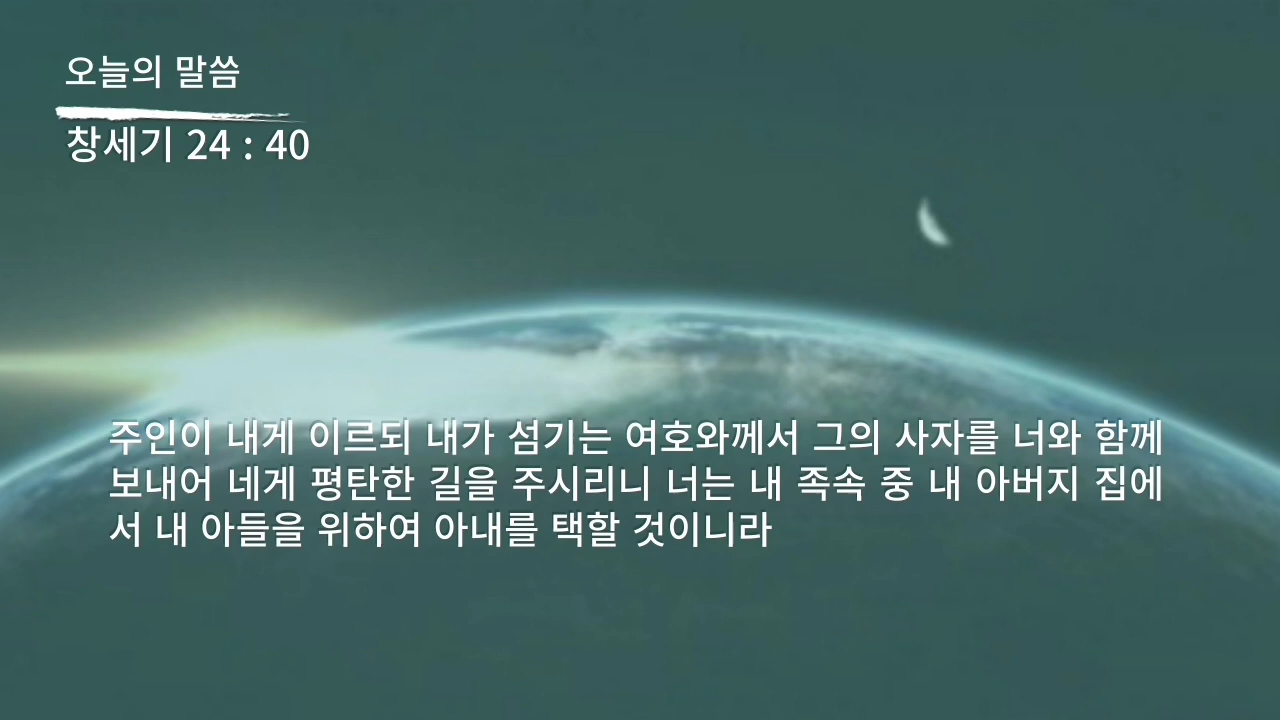 오늘의 말씀
창세기 24 : 40
주인이 내게 이르되 내가 섬기는 여호와께서 그의 사자를 너와 함께
보내어 네게 평탄한 길을 주시리니 너는 내 족속 중 내 아버지 집에
서 내 아들을 위하여 아내를 택할 것이니라